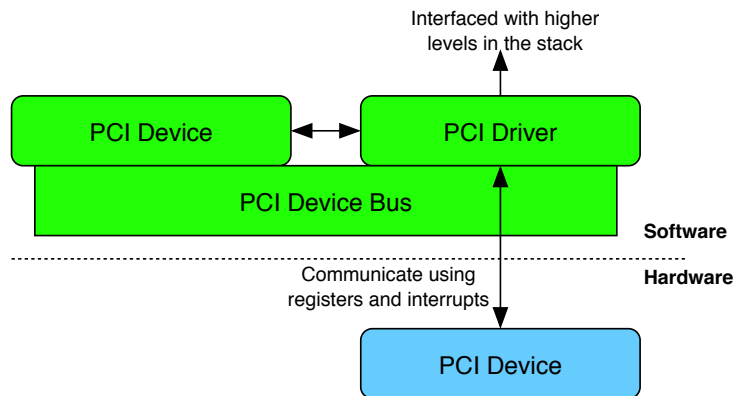 Interfaced with higher
levels in the stack
PCI Device
PCI Driver
PCI Device Bus
Software
Communicate using
registers and interrupts
Hardware
PCI Device